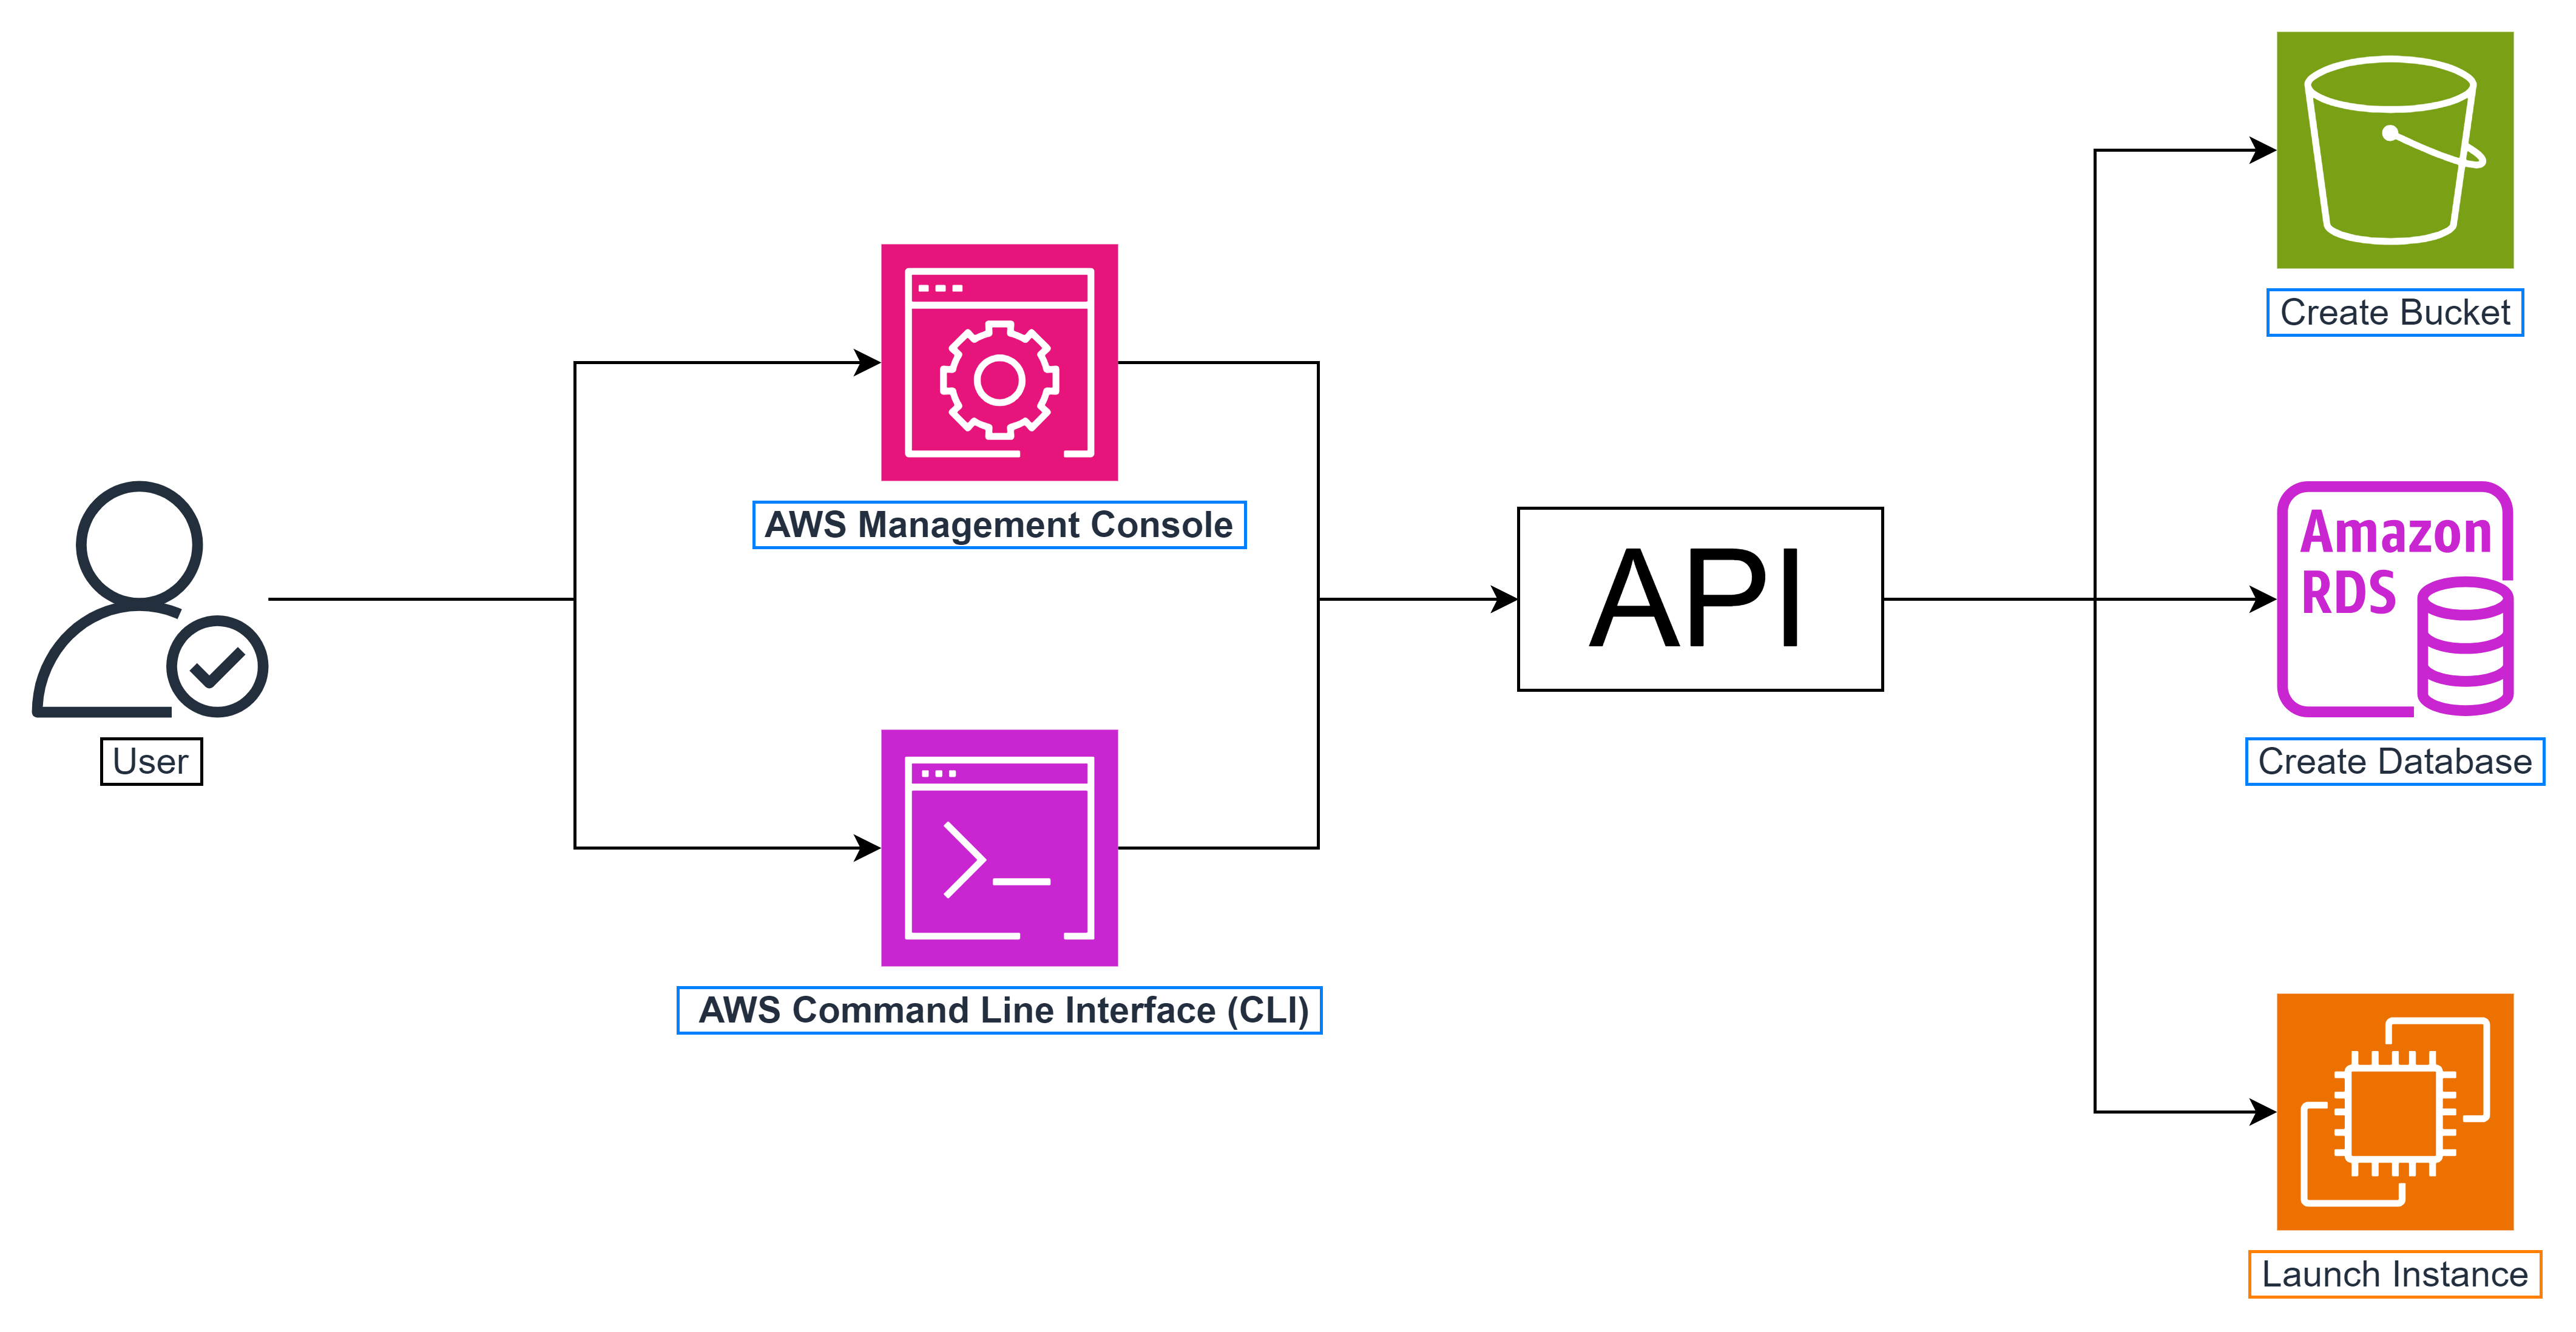 User
AWS Management Console
AWS Command Line Interface (CLI)
API
Create Bucket
Amazon
RDS
Create Database
Launch Instance